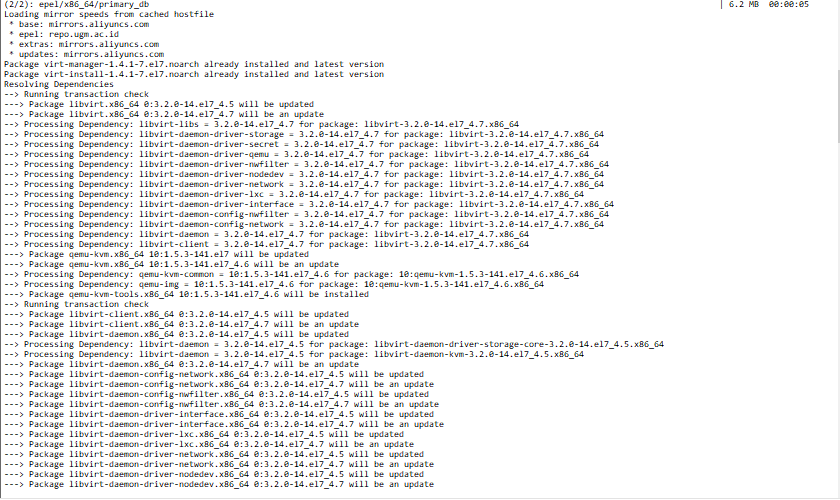 (2/2): epel/x86_64/primary_db | 6.2 MB 00:00:05
Loading mirror speeds from cached hostfile
* base: mirrors.aliyuncs.com
* epel: repo.ugm.ac.id
* extras: mirrors.aliyuncs.com
* updates: mirrors.aliyuncs.com
Package virt-manager-1.4.1-7.el7.noarch already installed and latest version
Package virt-install-1.4.1-7.el7.noarch already installed and latest version
Resolving Dependencies
--> Running transaction check
---> Package libvirt.x86_64 0:3.2.0-14.el7_4.5 will be updated
---> Package libvirt.x86_64 0:3.2.0-14.el7_4.7 will be an update
--> Processing Dependency: libvirt-libs = 3.2.0-14.el7_4.7 for package: libvirt-3.2.0-14.el7_4.7.x86_64
--> Processing Dependency: libvirt-daemon-driver-storage = 3.2.0-14.el7_4.7 for package: libvirt-3.2.0-14.el7_4.7.x86_64
--> Processing Dependency: libvirt-daemon-driver-secret = 3.2.0-14.el7_4.7 for package: libvirt-3.2.0-14.el7_4.7.x86_64
--> Processing Dependency: libvirt-daemon-driver-qemu = 3.2.0-14.el7_4.7 for package: libvirt-3.2.0-14.el7_4.7.x86_64
--> Processing Dependency: libvirt-daemon-driver-nwfilter = 3.2.0-14.el7_4.7 for package: libvirt-3.2.0-14.el7_4.7.x86_64
--> Processing Dependency: libvirt-daemon-driver-nodedev = 3.2.0-14.el7_4.7 for package: libvirt-3.2.0-14.el7_4.7.x86_64
--> Processing Dependency: libvirt-daemon-driver-network = 3.2.0-14.el7_4.7 for package: libvirt-3.2.0-14.el7_4.7.x86_64
--> Processing Dependency: libvirt-daemon-driver-lxc = 3.2.0-14.el7_4.7 for package: libvirt-3.2.0-14.el7_4.7.x86_64
--> Processing Dependency: libvirt-daemon-driver-interface = 3.2.0-14.el7_4.7 for package: libvirt-3.2.0-14.el7_4.7.x86_64
--> Processing Dependency: libvirt-daemon-config-nwfilter = 3.2.0-14.el7_4.7 for package: libvirt-3.2.0-14.el7_4.7.x86_64
--> Processing Dependency: libvirt-daemon-config-network = 3.2.0-14.el7_4.7 for package: libvirt-3.2.0-14.el7_4.7.x86_64
--> Processing Dependency: libvirt-daemon = 3.2.0-14.el7_4.7 for package: libvirt-3.2.0-14.el7_4.7.x86_64
--> Processing Dependency: libvirt-client = 3.2.0-14.el7_4.7 for package: libvirt-3.2.0-14.el7_4.7.x86_64
---> Package qemu-kvm.x86_64 10:1.5.3-141.el7 will be updated
---> Package qemu-kvm.x86_64 10:1.5.3-141.el7_4.6 will be an update
--> Processing Dependency: qemu-kvm-common = 10:1.5.3-141.el7_4.6 for package: 10:qemu-kvm-1.5.3-141.el7_4.6.x86_64
--> Processing Dependency: qemu-img = 10:1.5.3-141.el7_4.6 for package: 10:qemu-kvm-1.5.3-141.el7_4.6.x86_64
---> Package qemu-kvm-tools.x86_64 10:1.5.3-141.el7_4.6 will be installed
--> Running transaction check
---> Package libvirt-client.x86_64 0:3.2.0-14.el7_4.5 will be updated
---> Package libvirt-client.x86_64 0:3.2.0-14.el7_4.7 will be an update
---> Package libvirt-daemon.x86_64 0:3.2.0-14.el7_4.5 will be updated
--> Processing Dependency: libvirt-daemon = 3.2.0-14.el7_4.5 for package: libvirt-daemon-driver-storage-core-3.2.0-14.el7_4.5.x86_64
--> Processing Dependency: libvirt-daemon = 3.2.0-14.el7_4.5 for package: libvirt-daemon-kvm-3.2.0-14.el7_4.5.x86_64
---> Package libvirt-daemon.x86_64 0:3.2.0-14.el7_4.7 will be an update
---> Package libvirt-daemon-config-network.x86_64 0:3.2.0-14.el7_4.5 will be updated
---> Package libvirt-daemon-config-network.x86_64 0:3.2.0-14.el7_4.7 will be an update
---> Package libvirt-daemon-config-nwfilter.x86_64 0:3.2.0-14.el7_4.5 will be updated
---> Package libvirt-daemon-config-nwfilter.x86_64 0:3.2.0-14.el7_4.7 will be an update
---> Package libvirt-daemon-driver-interface.x86_64 0:3.2.0-14.el7_4.5 will be updated
---> Package libvirt-daemon-driver-interface.x86_64 0:3.2.0-14.el7_4.7 will be an update
---> Package libvirt-daemon-driver-lxc.x86_64 0:3.2.0-14.el7_4.5 will be updated
---> Package libvirt-daemon-driver-lxc.x86_64 0:3.2.0-14.el7_4.7 will be an update
---> Package libvirt-daemon-driver-network.x86_64 0:3.2.0-14.el7_4.5 will be updated
---> Package libvirt-daemon-driver-network.x86_64 0:3.2.0-14.el7_4.7 will be an update
---> Package libvirt-daemon-driver-nodedev.x86_64 0:3.2.0-14.el7_4.5 will be updated
---> Package libvirt-daemon-driver-nodedev.x86_64 0:3.2.0-14.el7_4.7 will be an update